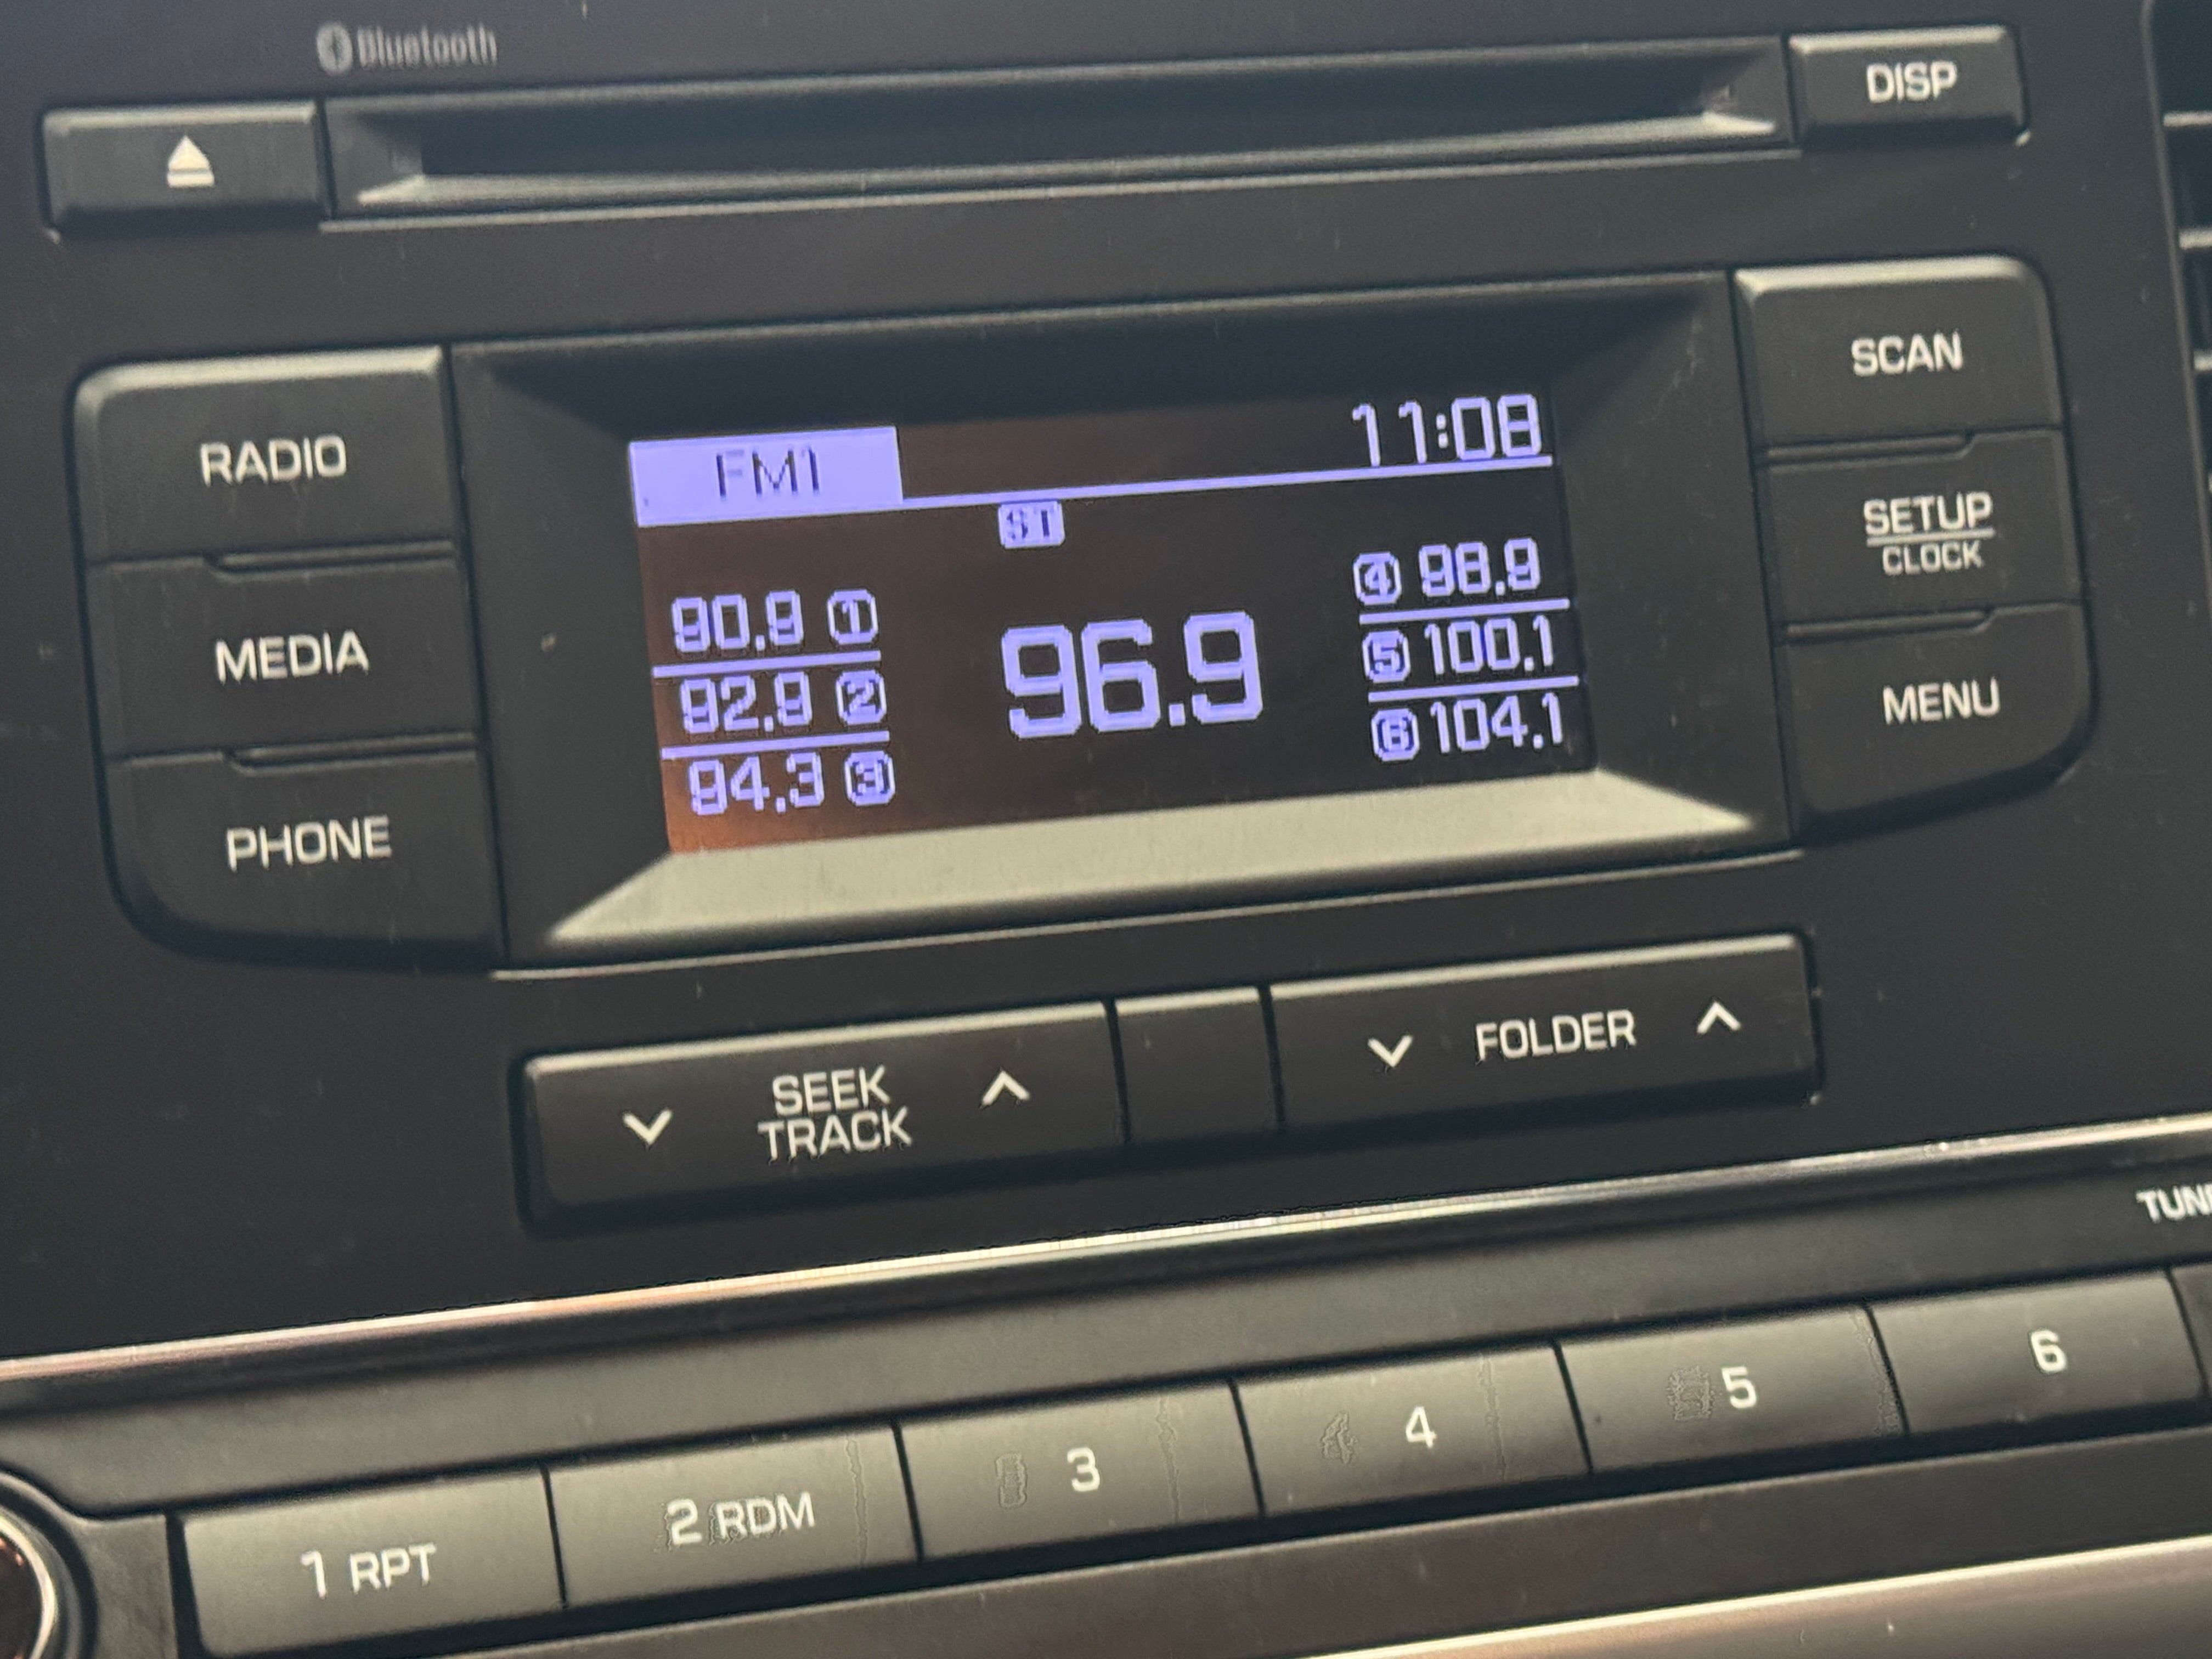 Bluetooth
DISP
RADIO
MEDIA
PHONE
FM1
11:08
ST
90.9 1
92.9 2
94.3 3
96.9
4 98.9
5 100.1
6 104.1
SCAN
SETUP
CLOCK
MENU
SEEK
TRACK
FOLDER
1 RPT
2 RDM
3
4
5
6